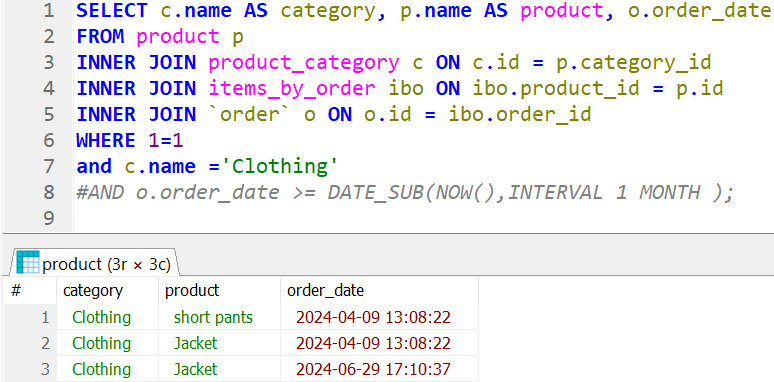 1 SELECT c.name AS category, p.name AS product, o.order_date
2 FROM product p
3 INNER JOIN product_category c ON c.id = p.category_id
4 INNER JOIN items_by_order ibo ON ibo.product_id = p.id
5 INNER JOIN `order` o ON o.id = ibo.order_id
6 WHERE 1=1
7 and c.name ='Clothing'
8 #AND o.order_date >= DATE_SUB(NOW(),INTERVAL 1 MONTH );
9
product (3r × 3c)
# category product order_date
1 Clothing short pants 2024-04-09 13:08:22
2 Clothing Jacket 2024-04-09 13:08:22
3 Clothing Jacket 2024-06-29 17:10:37